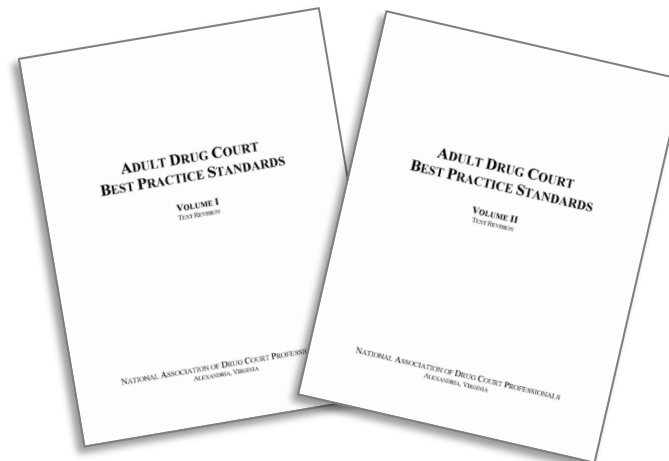 ADULT DRUG COURT
BEST PRACTICE STANDARDS
VOLUME I
TEXT REVISION
NATIONAL ASSOCIATION OF DRUG COURT PROFESSIO
ALEXANDRIA, VIRGINIA
ADULT DRUG COURT
BEST PRACTICE STANDARDS
VOLUME II
TEXT REVISION
NATIONAL ASSOCIATION OF DRUG COURT PROFESSIONALS
ALEXANDRIA, VIRGINIA